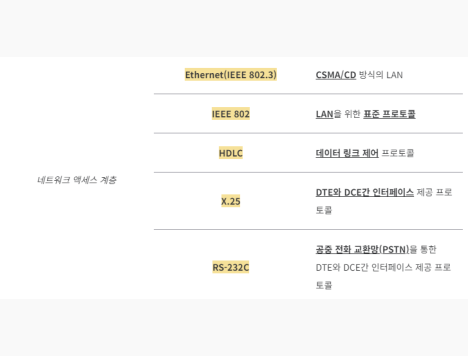 Ethernet(IEEE 802.3)
CSMA/CD 방식의 LAN
IEEE 802
LAN을 위한 표준 프로토콜
HDLC
데이터 링크 제어 프로토콜
네트워크 액세스 계층
X.25
DTE와 DCE간 인터페이스 제공 프로
토콜
RS-232C
공중 전화 교환망(PSTN)을 통한
DTE와 DCE간 인터페이스 제공 프로
토콜